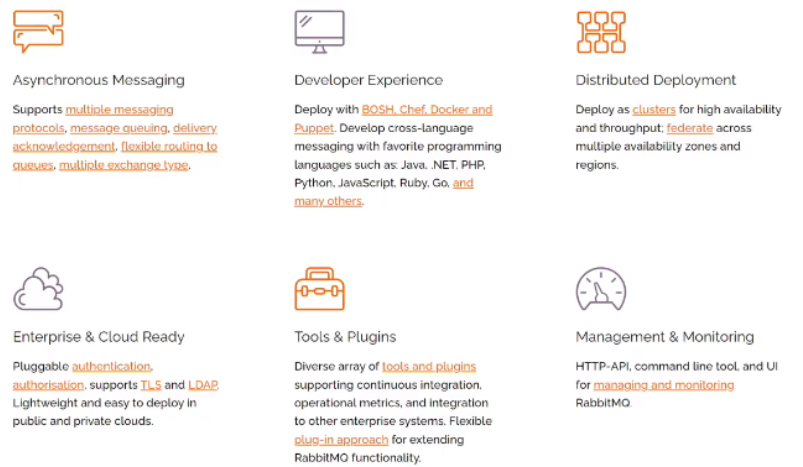 Asynchronous Messaging
Supports multiple messaging
protocols, message queuing, delivery
acknowledgement, flexible routing to
queues, multiple exchange type.
Developer Experience
Deploy with BOSH, Chef, Docker and
Puppet. Develop cross-language
messaging with favorite programming
languages such as: Java, .NET, PHP,
Python, JavaScript, Ruby, Go, and
many others.
Distributed Deployment
Deploy as clusters for high availability
and throughput; federate across
multiple availability zones and
regions.
Enterprise & Cloud Ready
Pluggable authentication,
authorisation, supports TLS and LDAP.
Lightweight and easy to deploy in
public and private clouds.
Tools & Plugins
Diverse array of tools and plugins
supporting continuous integration,
operational metrics, and integration
to other enterprise systems. Flexible
plug-in approach for extending
RabbitMQ functionality.
Management & Monitoring
HTTP-API, command line tool, and UI
for managing and monitoring
RabbitMQ.